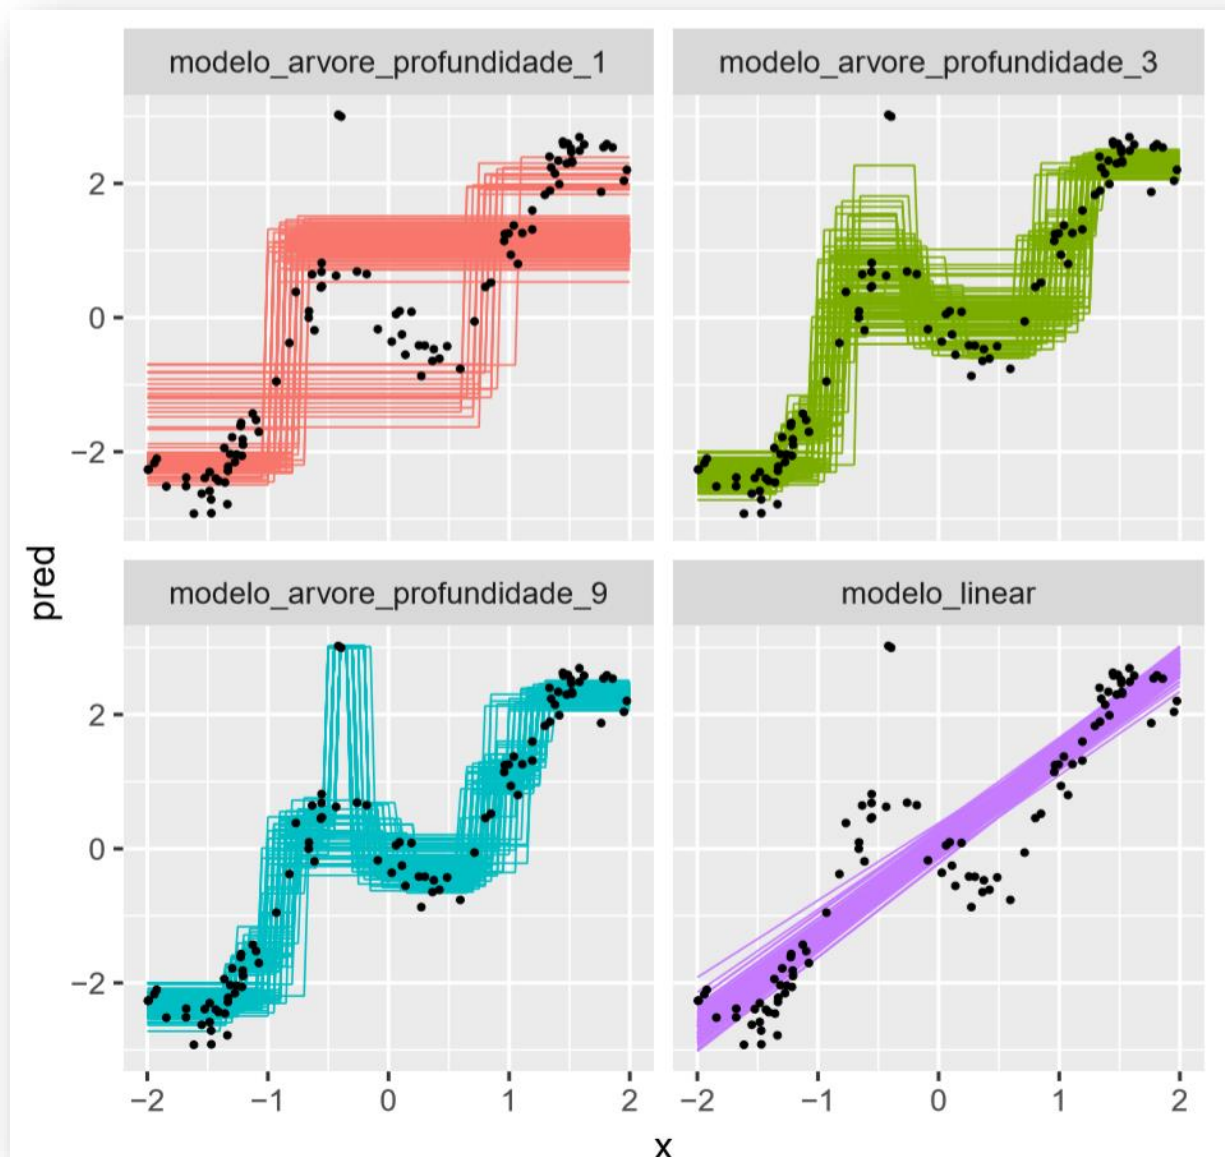 modelo_arvore_profundidade_1
modelo_arvore_profundidade_3
2
0
−2
pred
modelo_arvore_profundidade_9
modelo_linear
2
0
−2
−2 −1 0 1 2
−2 −1 0 1 2
x